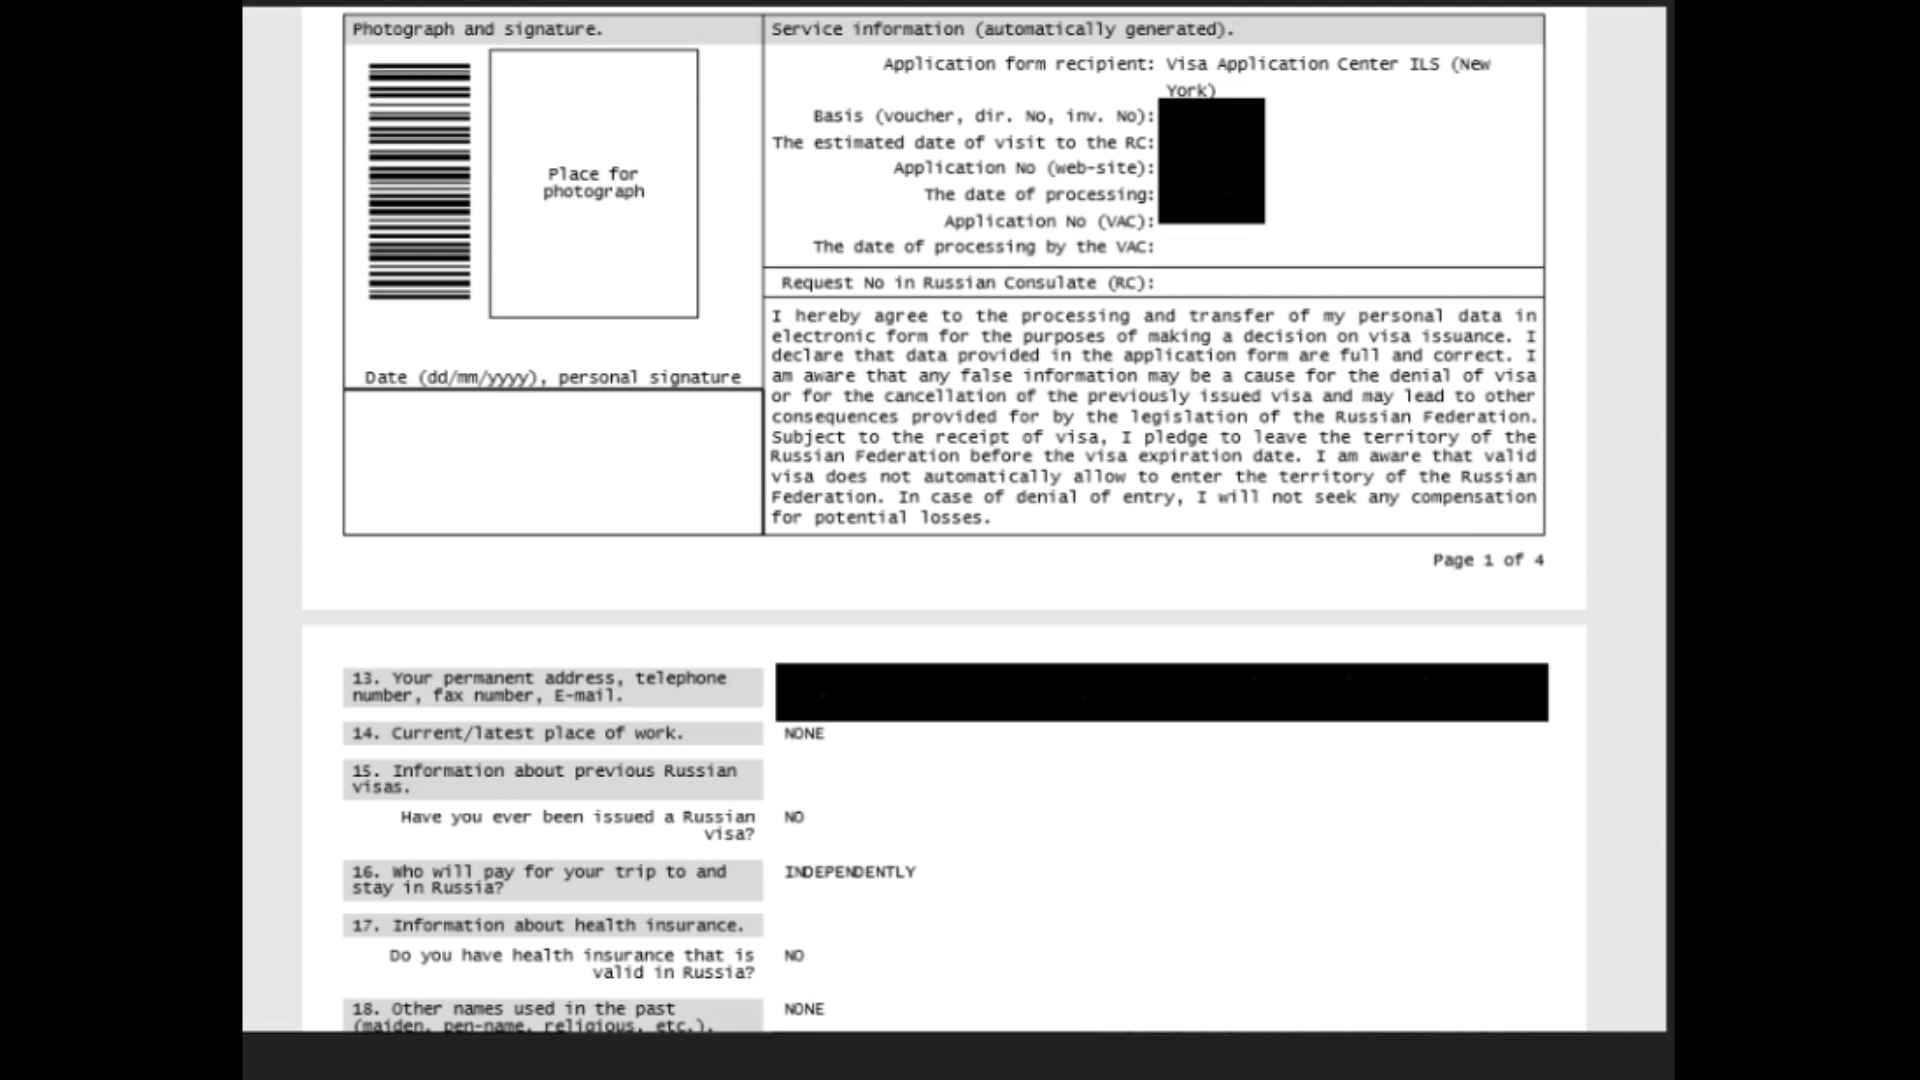 Photograph and signature.
Place for
photograph
Date (dd/mm/yyyy), personal signature
Service information (automatically generated).
Application form recipient: Visa Application Center ILS (New
York)
Basis (voucher, dir. No, inv. No):
The estimated date of visit to the RC:
Application No (web-site):
The date of processing:
Application No (VAC):
The date of processing by the VAC:
Request No in Russian Consulate (RC):
I hereby agree to the processing and transfer of my personal data in
electronic form for the purposes of making a decision on visa issuance. I
declare that data provided in the application form are full and correct. I
am aware that any false information may be a cause for the denial of visa
or for the cancellation of the previously issued visa and may lead to other
consequences provided for by the legislation of the Russian Federation.
Subject to the receipt of visa, I pledge to leave the territory of the
Russian Federation before the visa expiration date. I am aware that valid
visa does not automatically allow to enter the territory of the Russian
Federation. In case of denial of entry, I will not seek any compensation
for potential losses.
Page 1 of 4
13. Your permanent address, telephone
number, fax number, E-mail.
14. Current/latest place of work. NONE
15. Information about previous Russian
visas.
Have you ever been issued a Russian NO
visa?
16. Who will pay for your trip to and INDEPENDENTLY
stay in Russia?
17. Information about health insurance.
Do you have health insurance that is NO
valid in Russia?
18. Other names used in the past NONE
(maiden, pen-name, religious, etc.).